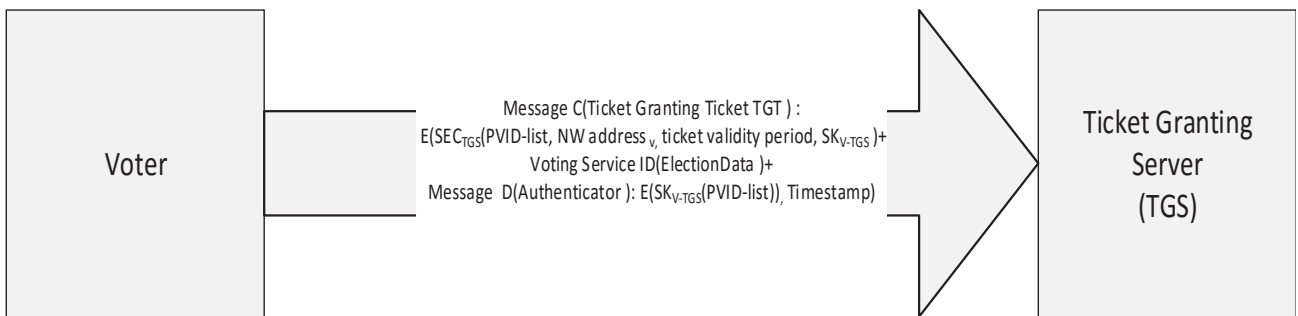 Voter
Message C(Ticket Granting Ticket TGT ) :
E(SECTGS(PVID-list, NW address v, ticket validity period, SKV-TGS )+
Voting Service ID(ElectionData )+
Message D(Authenticator ): E(SKV-TGS(PVID-list)), Timestamp)
Ticket Granting
Server
(TGS)